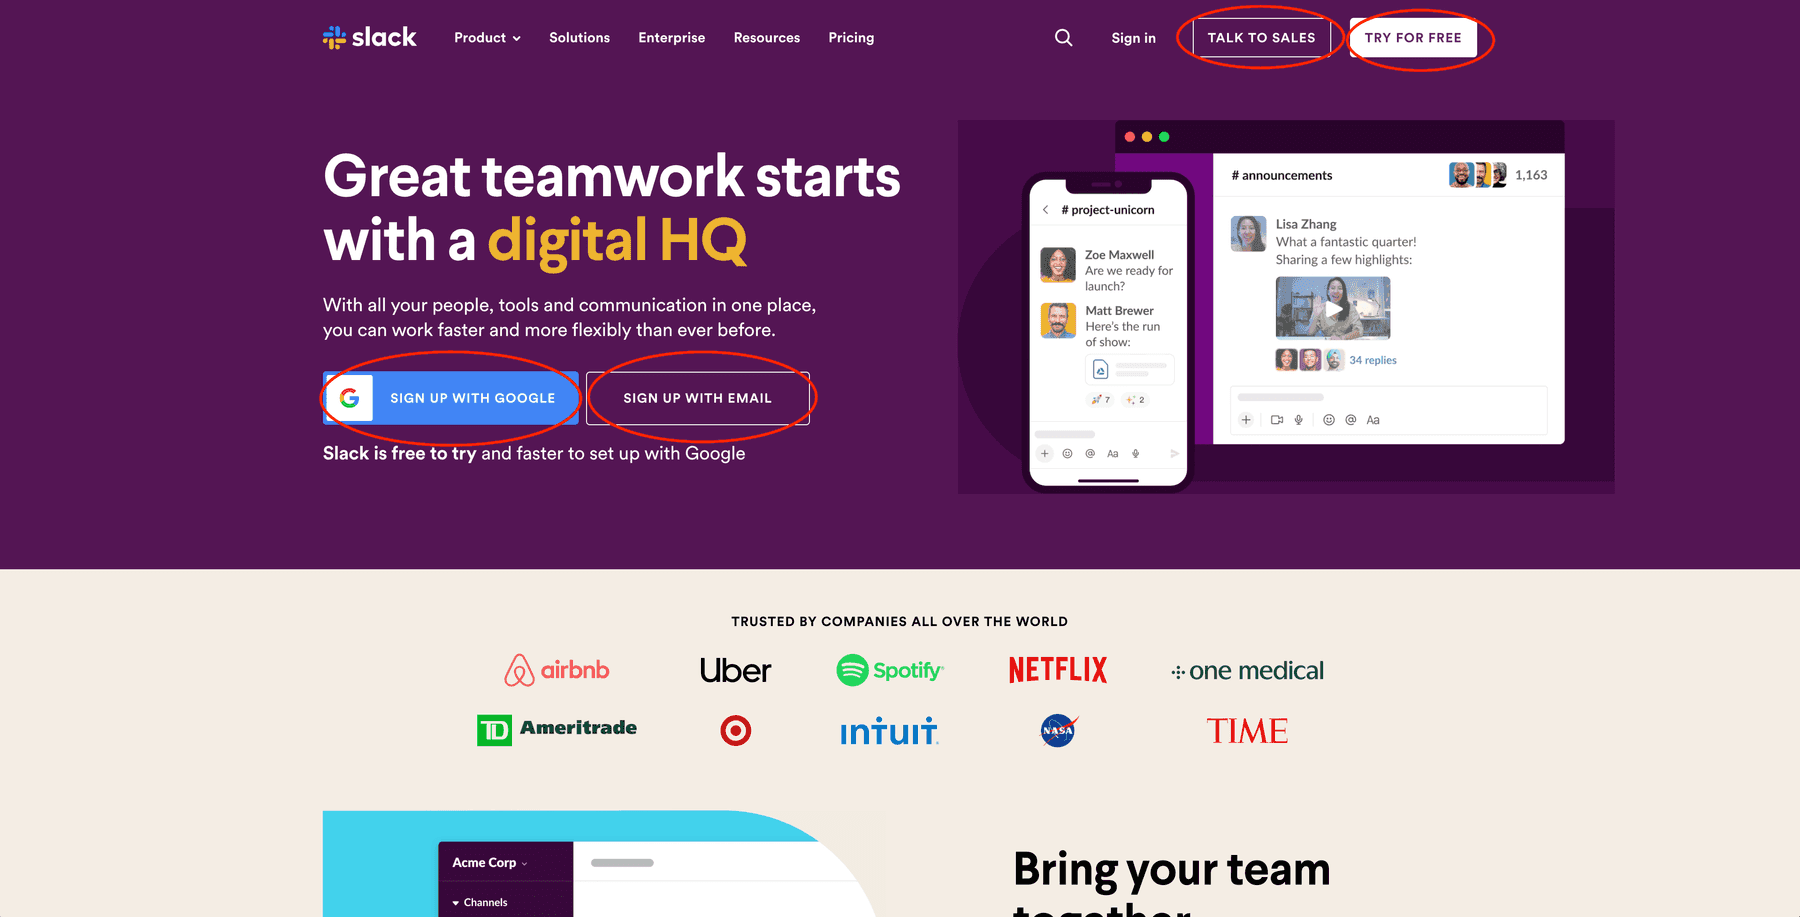 slack
Product
Solutions
Enterprise
Resources
Pricing
Sign in
TALK TO SALES
TRY FOR FREE
Great teamwork starts
with a digital HQ
With all your people, tools and communication in one place,
you can work faster and more flexibly than ever before.
SIGN UP WITH GOOGLE
SIGN UP WITH EMAIL
Slack is free to try and faster to set up with Google
# project-unicorn
Zoe Maxwell
Are we ready for
launch?
Matt Brewer
Here's the run
of show:
7
2
Aa
# announcements
1,163
Lisa Zhang
What a fantastic quarter!
Sharing a few highlights:
34 replies
Aa
TRUSTED BY COMPANIES ALL OVER THE WORLD
airbnb
Uber
Spotify
NETFLIX
one medical
TD Ameritrade
intuit
NASA
TIME
Acme Corp
Channels
Bring your team
together